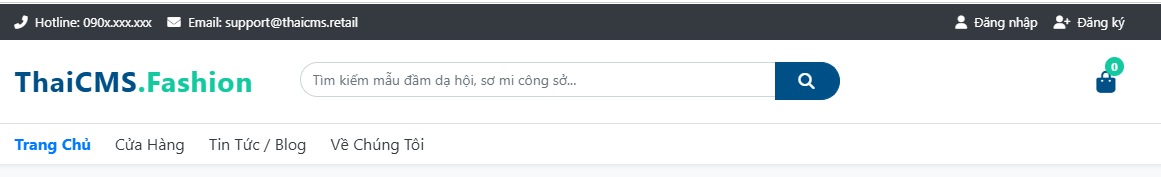 Hotline: 090x.xxx.xxx Email: support@thaicms.retail Đăng nhập Đăng ký
ThaiCMS.Fashion Tìm kiếm mẫu đầm dạ hội, sơ mi công sở... 0
Trang Chủ Cửa Hàng Tin Tức / Blog Về Chúng Tôi